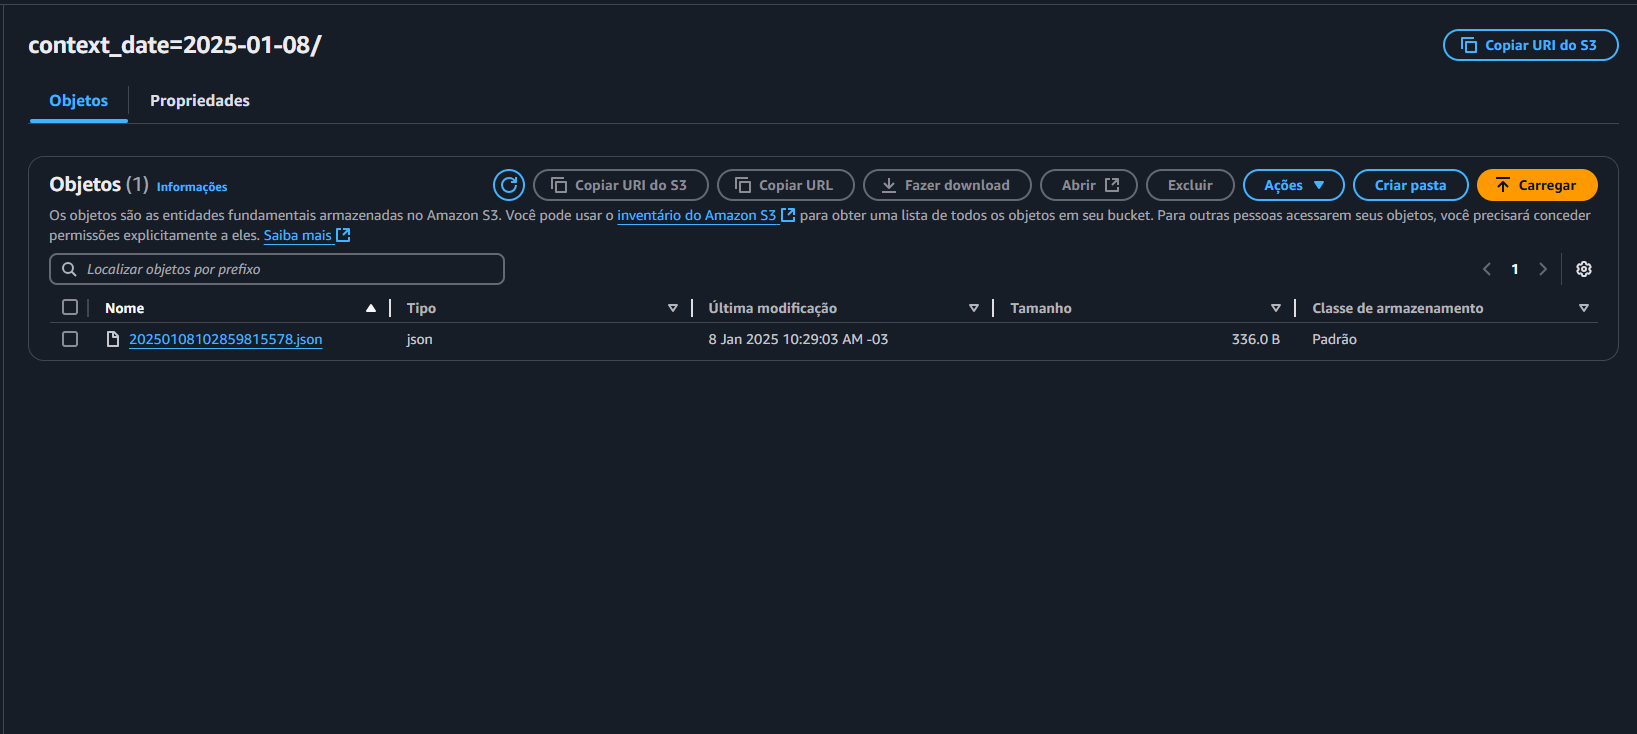 context_date=2025-01-08/
Copiar URI do S3
Objetos
Propriedades
Objetos (1) Informações
Copiar URI do S3
Copiar URL
Fazer download
Abrir
Excluir
Ações
Criar pasta
Carregar
Os objetos são as entidades fundamentais armazenadas no Amazon S3. Você pode usar o inventário do Amazon S3 para obter uma lista de todos os objetos em seu bucket. Para outras pessoas acessarem seus objetos, você precisará conceder
permissões explicitamente a eles. Saiba mais
Localizar objetos por prefixo
1
Nome
Tipo
Última modificação
Tamanho
Classe de armazenamento
20250108102859815578.json
json
8 Jan 2025 10:29:03 AM -03
336.0 B
Padrão